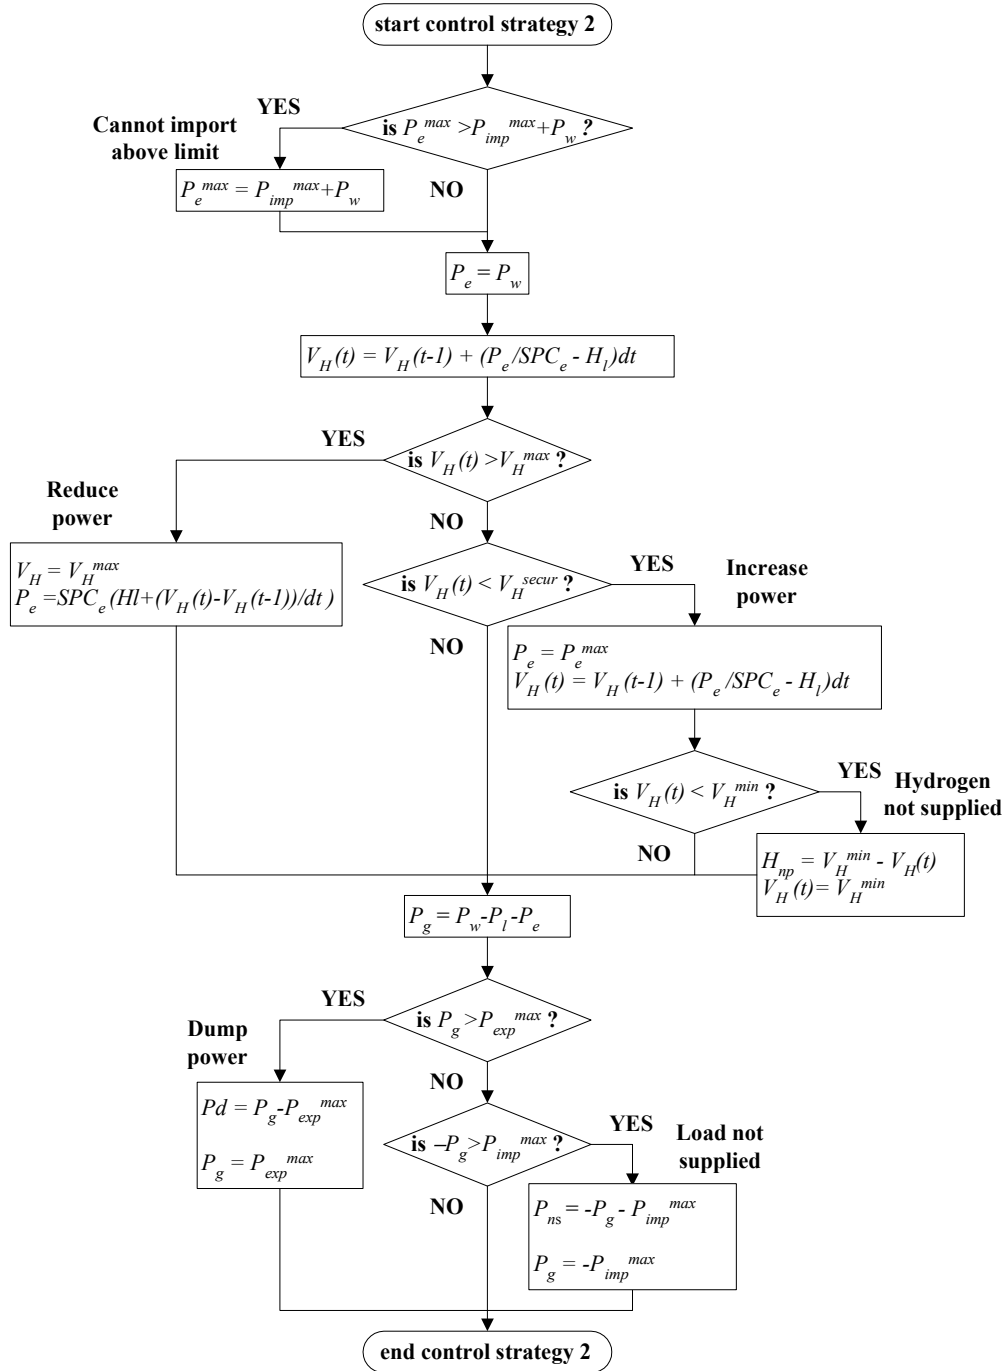 start control strategy 2
YES
is P_e^max >P_imp^max+P_w ?
Cannot import
above limit
NO
P_e^max = P_imp^max+P_w
P_e = P_w
V_H(t) = V_H(t-1) + (P_e/SPC_e - H_l)dt
YES
is V_H(t) >V_H^max ?
Reduce
power
NO
V_H = V_H^max
P_e =SPC_e(Hl+(V_H(t)-V_H(t-1))/dt )
is V_H(t) < V_H^secur ?
YES
Increase
power
NO
P_e = P_e^max
V_H(t) = V_H(t-1) + (P_e/SPC_e - H_l)dt
is V_H(t) < V_H^min ?
YES
Hydrogen
not supplied
NO
H_np = V_H^min - V_H(t)
V_H(t)= V_H^min
P_g = P_w-P_l-P_e
YES
is P_g >P_exp^max ?
Dump
power
NO
Pd = P_g-P_exp^max
P_g = P_exp^max
is –P_g>P_imp^max ?
YES
Load not
supplied
NO
P_ns = -P_g - P_imp^max
P_g = -P_imp^max
end control strategy 2